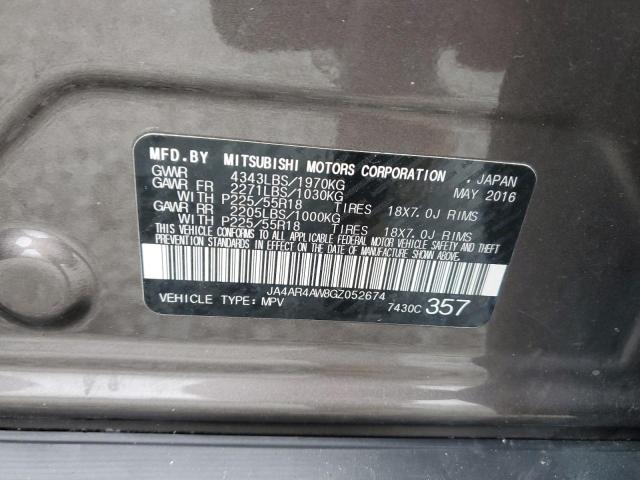 MFD.BY MITSUBISHI MOTORS CORPORATION , JAPAN
GVWR 4343LBS/1970KG MAY 2016
GAWR FR 2271LBS/1030KG
WITH P225/55R18 TIRES 18X7.0J RIMS
GAWR RR 2205LBS/1000KG
WITH P225/55R18 TIRES 18X7.0J RIMS
THIS VEHICLE CONFORMS TO ALL APPLICABLE FEDERAL MOTOR VEHICLE SAFETY AND THEFT
PREVENTION STANDARDS IN EFFECT ON THE DATE OF MANUFACTURE SHOWN ABOVE.
JA4AR4AW8GZ052674
VEHICLE TYPE: MPV 7430C 357